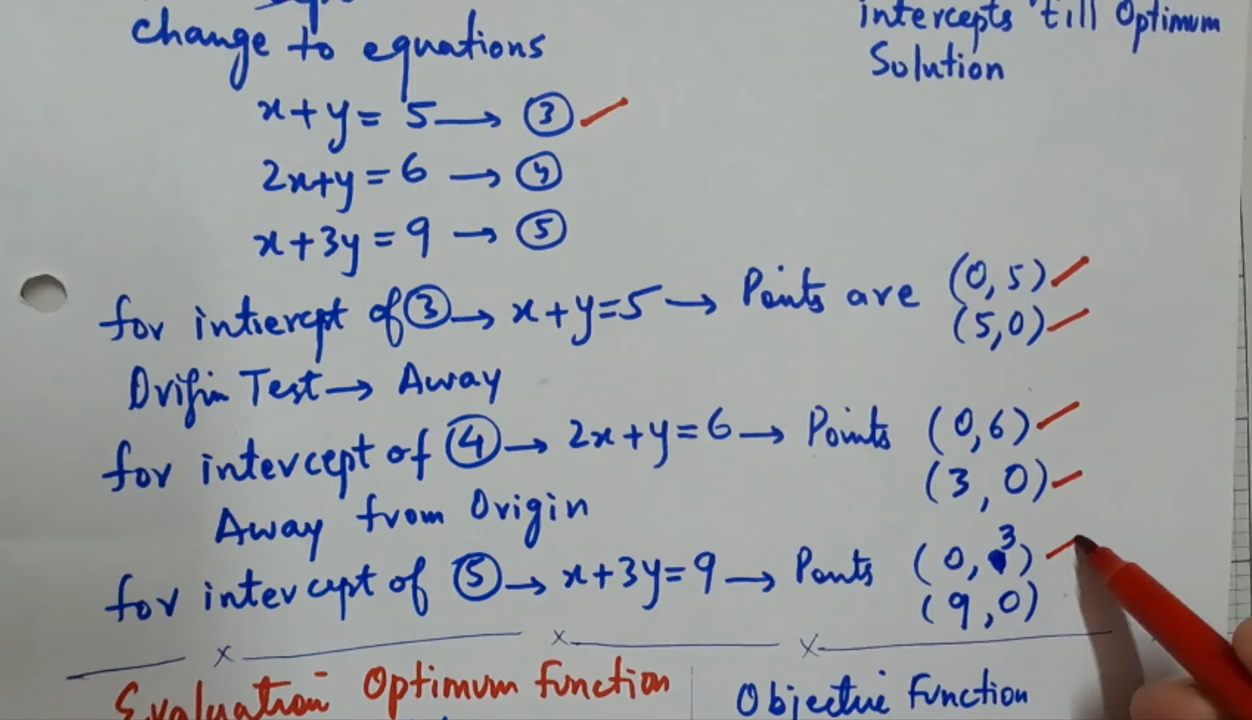 intercepts till Optimum
Solution
change to equations
x+y = 5 → ③
2x+y = 6 → ④
x+3y = 9 → ⑤
for intiercpt of ③ → x+y=5 → Points are (0,5)
(5,0)
Origin Test → Away
for intercept of ④ → 2x+y=6 → Points (0,6)
(3,0)
Away from Origin
for intercept of ⑤ → x+3y=9 → Points (0,3)
(9,0)
Evaluation Optimum Function
Objective Function